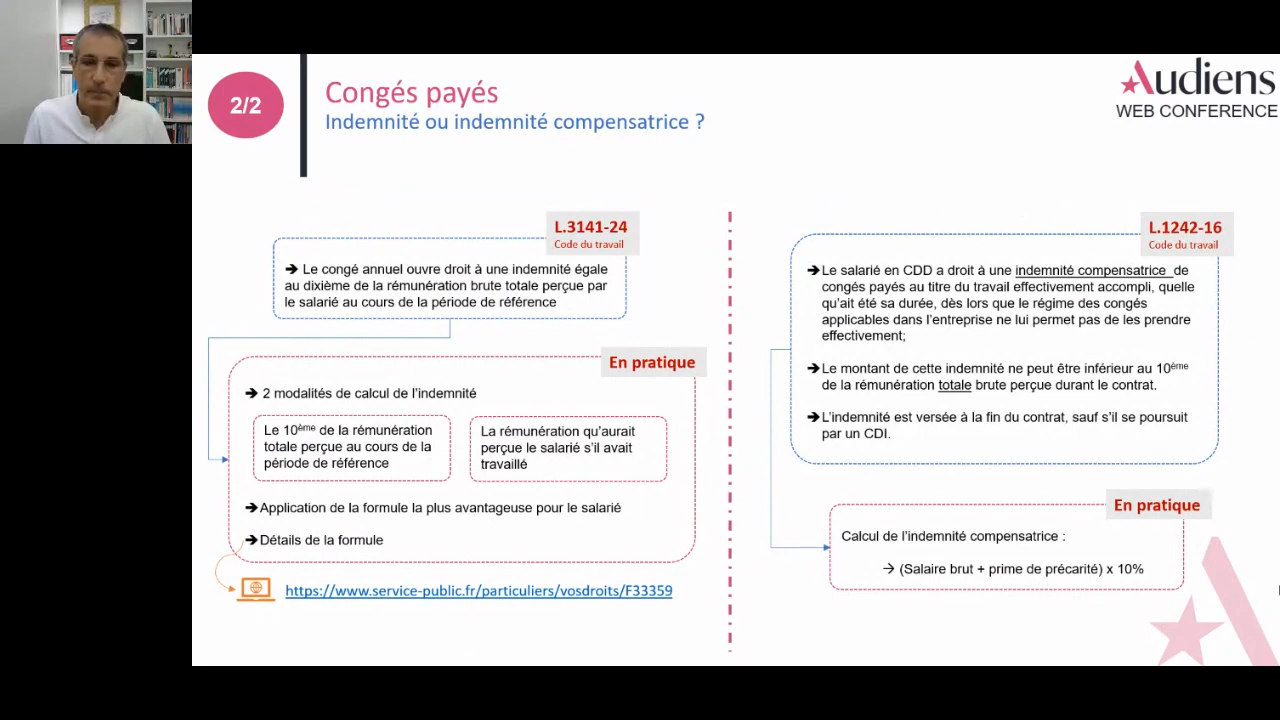 2/2
Congés payés
Indemnité ou indemnité compensatrice ?
Audiens
WEB CONFERENCE
L.3141-24
Code du travail
➔ Le congé annuel ouvre droit à une indemnité égale
au dixième de la rémunération brute totale perçue par
le salarié au cours de la période de référence
En pratique
➔ 2 modalités de calcul de l'indemnité
Le 10ème de la rémunération
totale perçue au cours de la
période de référence
La rémunération qu'aurait
perçue le salarié s'il avait
travaillé
➔Application de la formule la plus avantageuse pour le salarié
➔Détails de la formule
https://www.service-public.fr/particuliers/vosdroits/F33359
L.1242-16
Code du travail
➔Le salarié en CDD a droit à une indemnité compensatrice de
congés payés au titre du travail effectivement accompli, quelle
qu'ait été sa durée, dès lors que le régime des congés
applicables dans l'entreprise ne lui permet pas de les prendre
effectivement;
➔Le montant de cette indemnité ne peut être inférieur au 10ème
de la rémunération totale brute perçue durant le contrat.
➔L'indemnité est versée à la fin du contrat, sauf s'il se poursuit
par un CDI.
En pratique
Calcul de l'indemnité compensatrice :
→ (Salaire brut + prime de précarité) x 10%